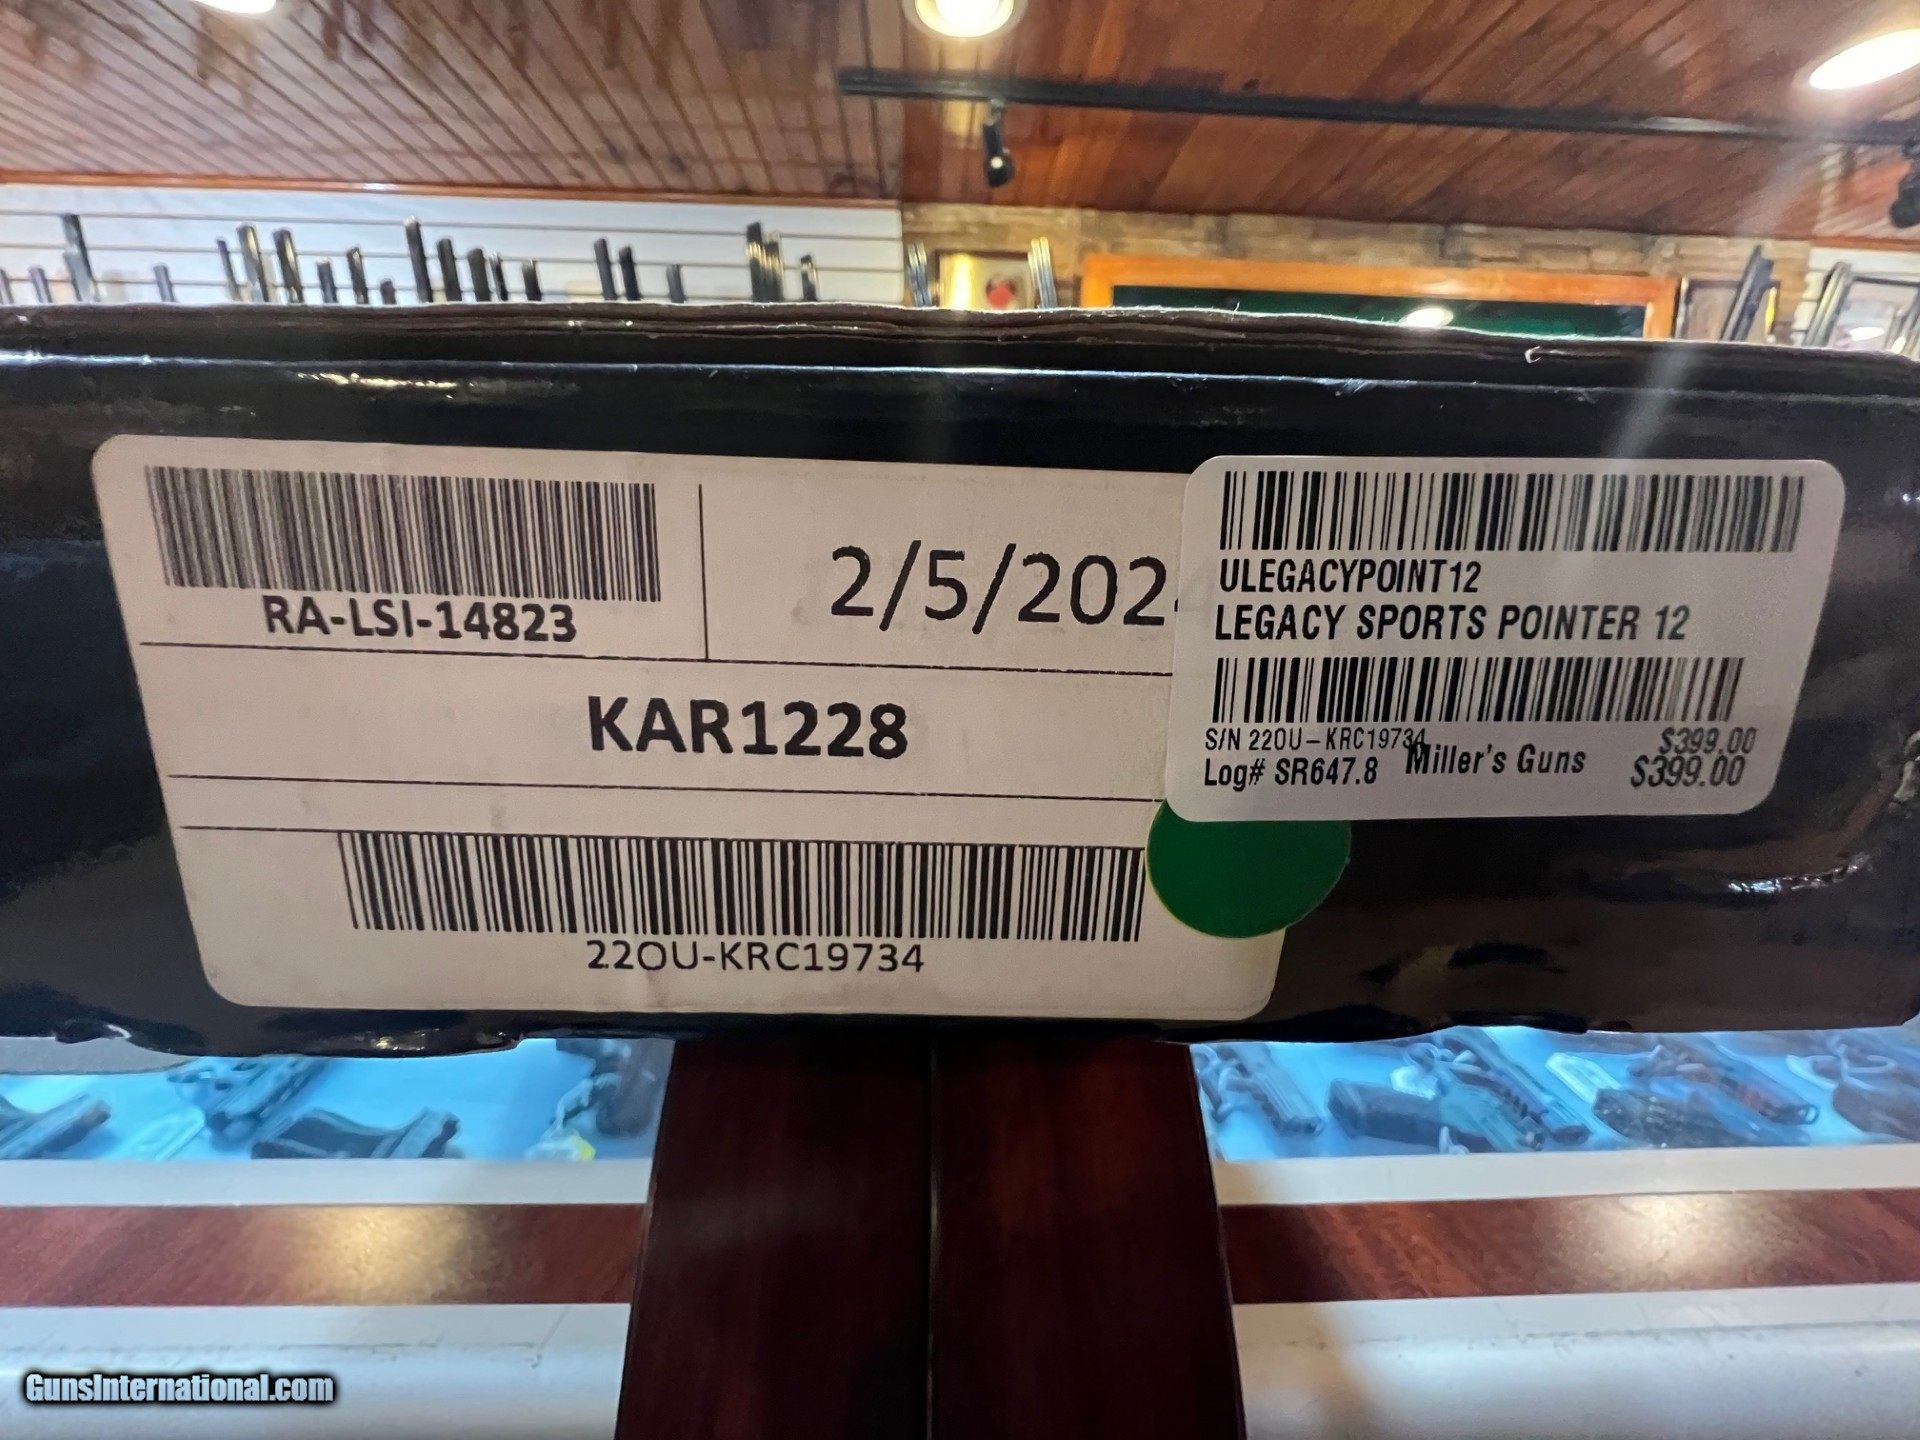 RA-LSI-14823
2/5/202
KAR1228
22OU-KRC19734
ULEGACYPOINT12
LEGACY SPORTS POINTER 12
S/N 22OU-KRC19734
$399.00
Log# SR647.8 Miller's Guns $399.00
GunsInternational.com